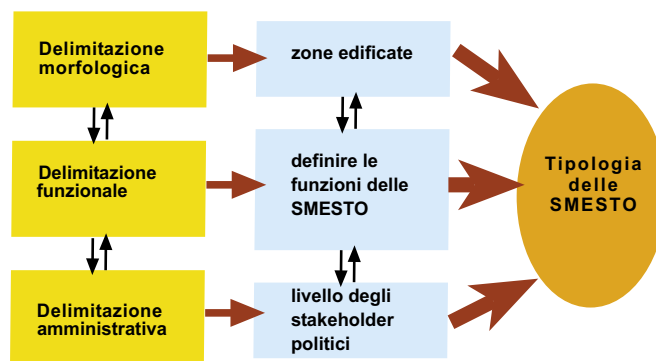 Delimitazione
morfologica
zone edificate
Delimitazione
funzionale
definire le
funzioni delle
SMESTO
Tipologia
delle
SMESTO
Delimitazione
amministrativa
livello degli
stakeholder
politici